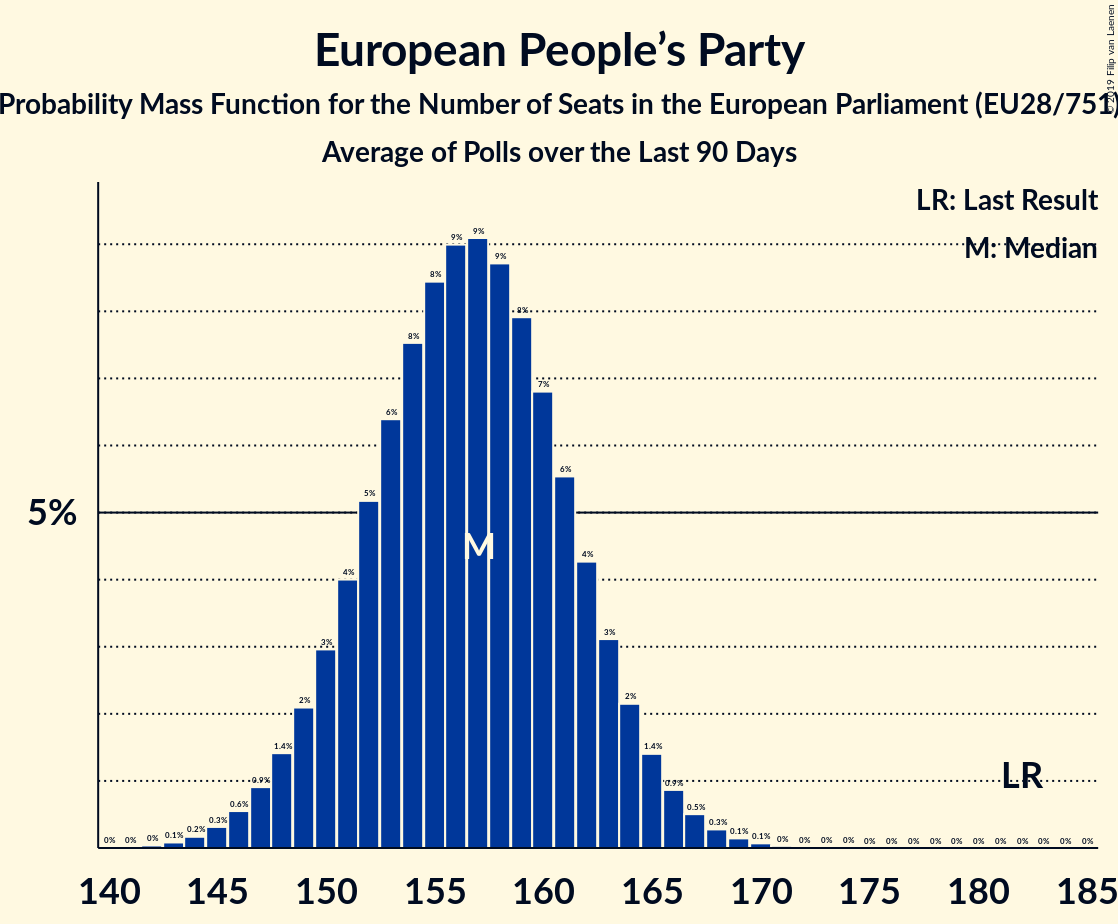 European People’s Party
Probability Mass Function for the Number of Seats in the European Parliament (EU28/751)
Average of Polls over the Last 90 Days
© 2019 Filip van Laenen
LR: Last Result
M: Median
5%
0% 0% 0% 0.1% 0.2% 0.3% 0.6% 0.9% 1.4% 2% 3% 4% 5% 6% 8% 8% 9% 9% 9% 8% 7% 6% 4% 3% 2% 1.4% 0.9% 0.5% 0.3% 0.1% 0.1% 0% 0% 0% 0% 0% 0% 0% 0% 0% 0% 0% 0% 0% 0% 0%
M
LR
140 145 150 155 160 165 170 175 180 185